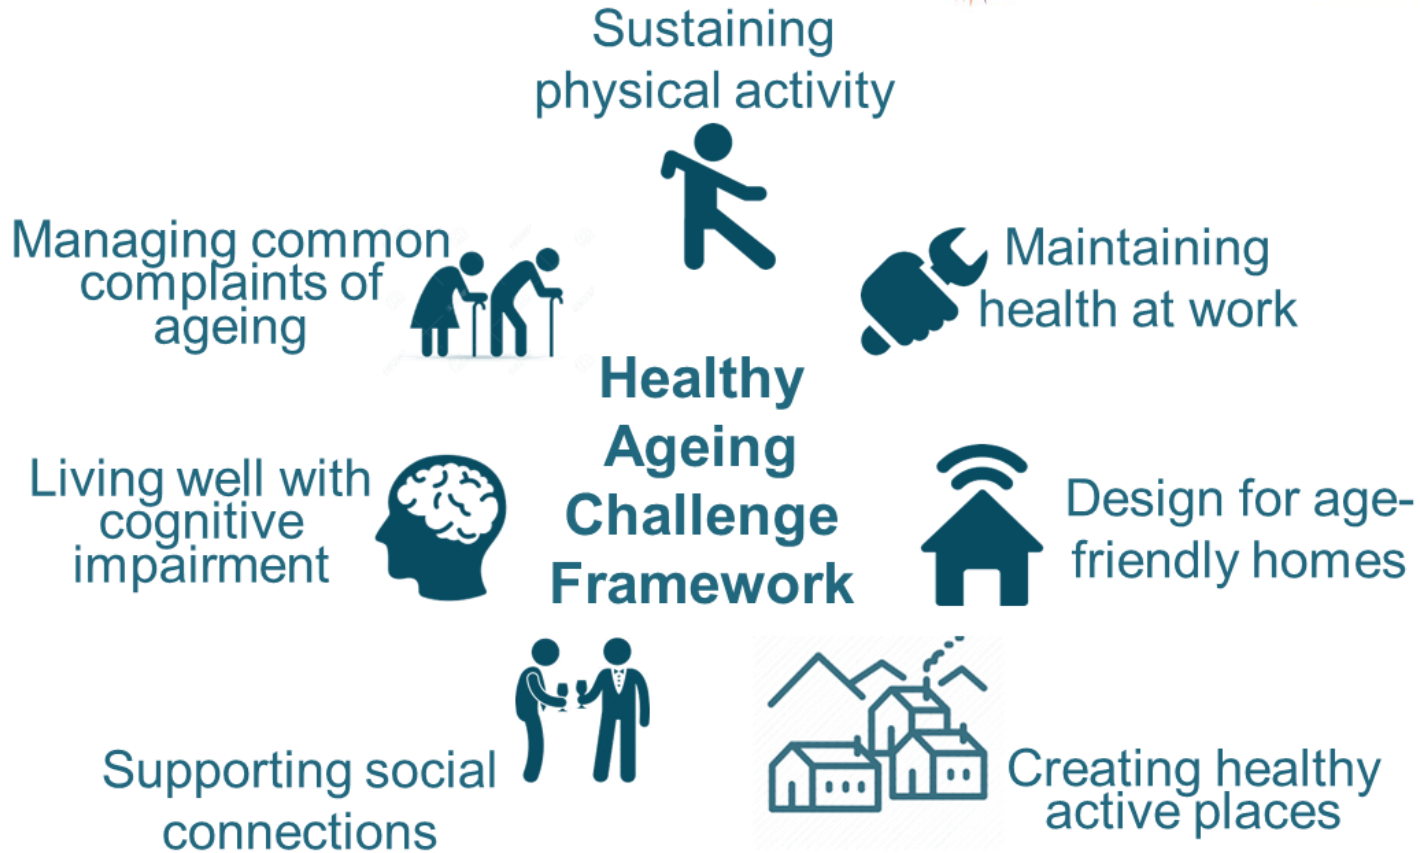 Sustaining
physical activity
Managing common
complaints of
ageing
Maintaining
health at work
Healthy
Ageing
Challenge
Framework
Living well with
cognitive
impairment
Design for age-
friendly homes
Supporting social
connections
Creating healthy
active places